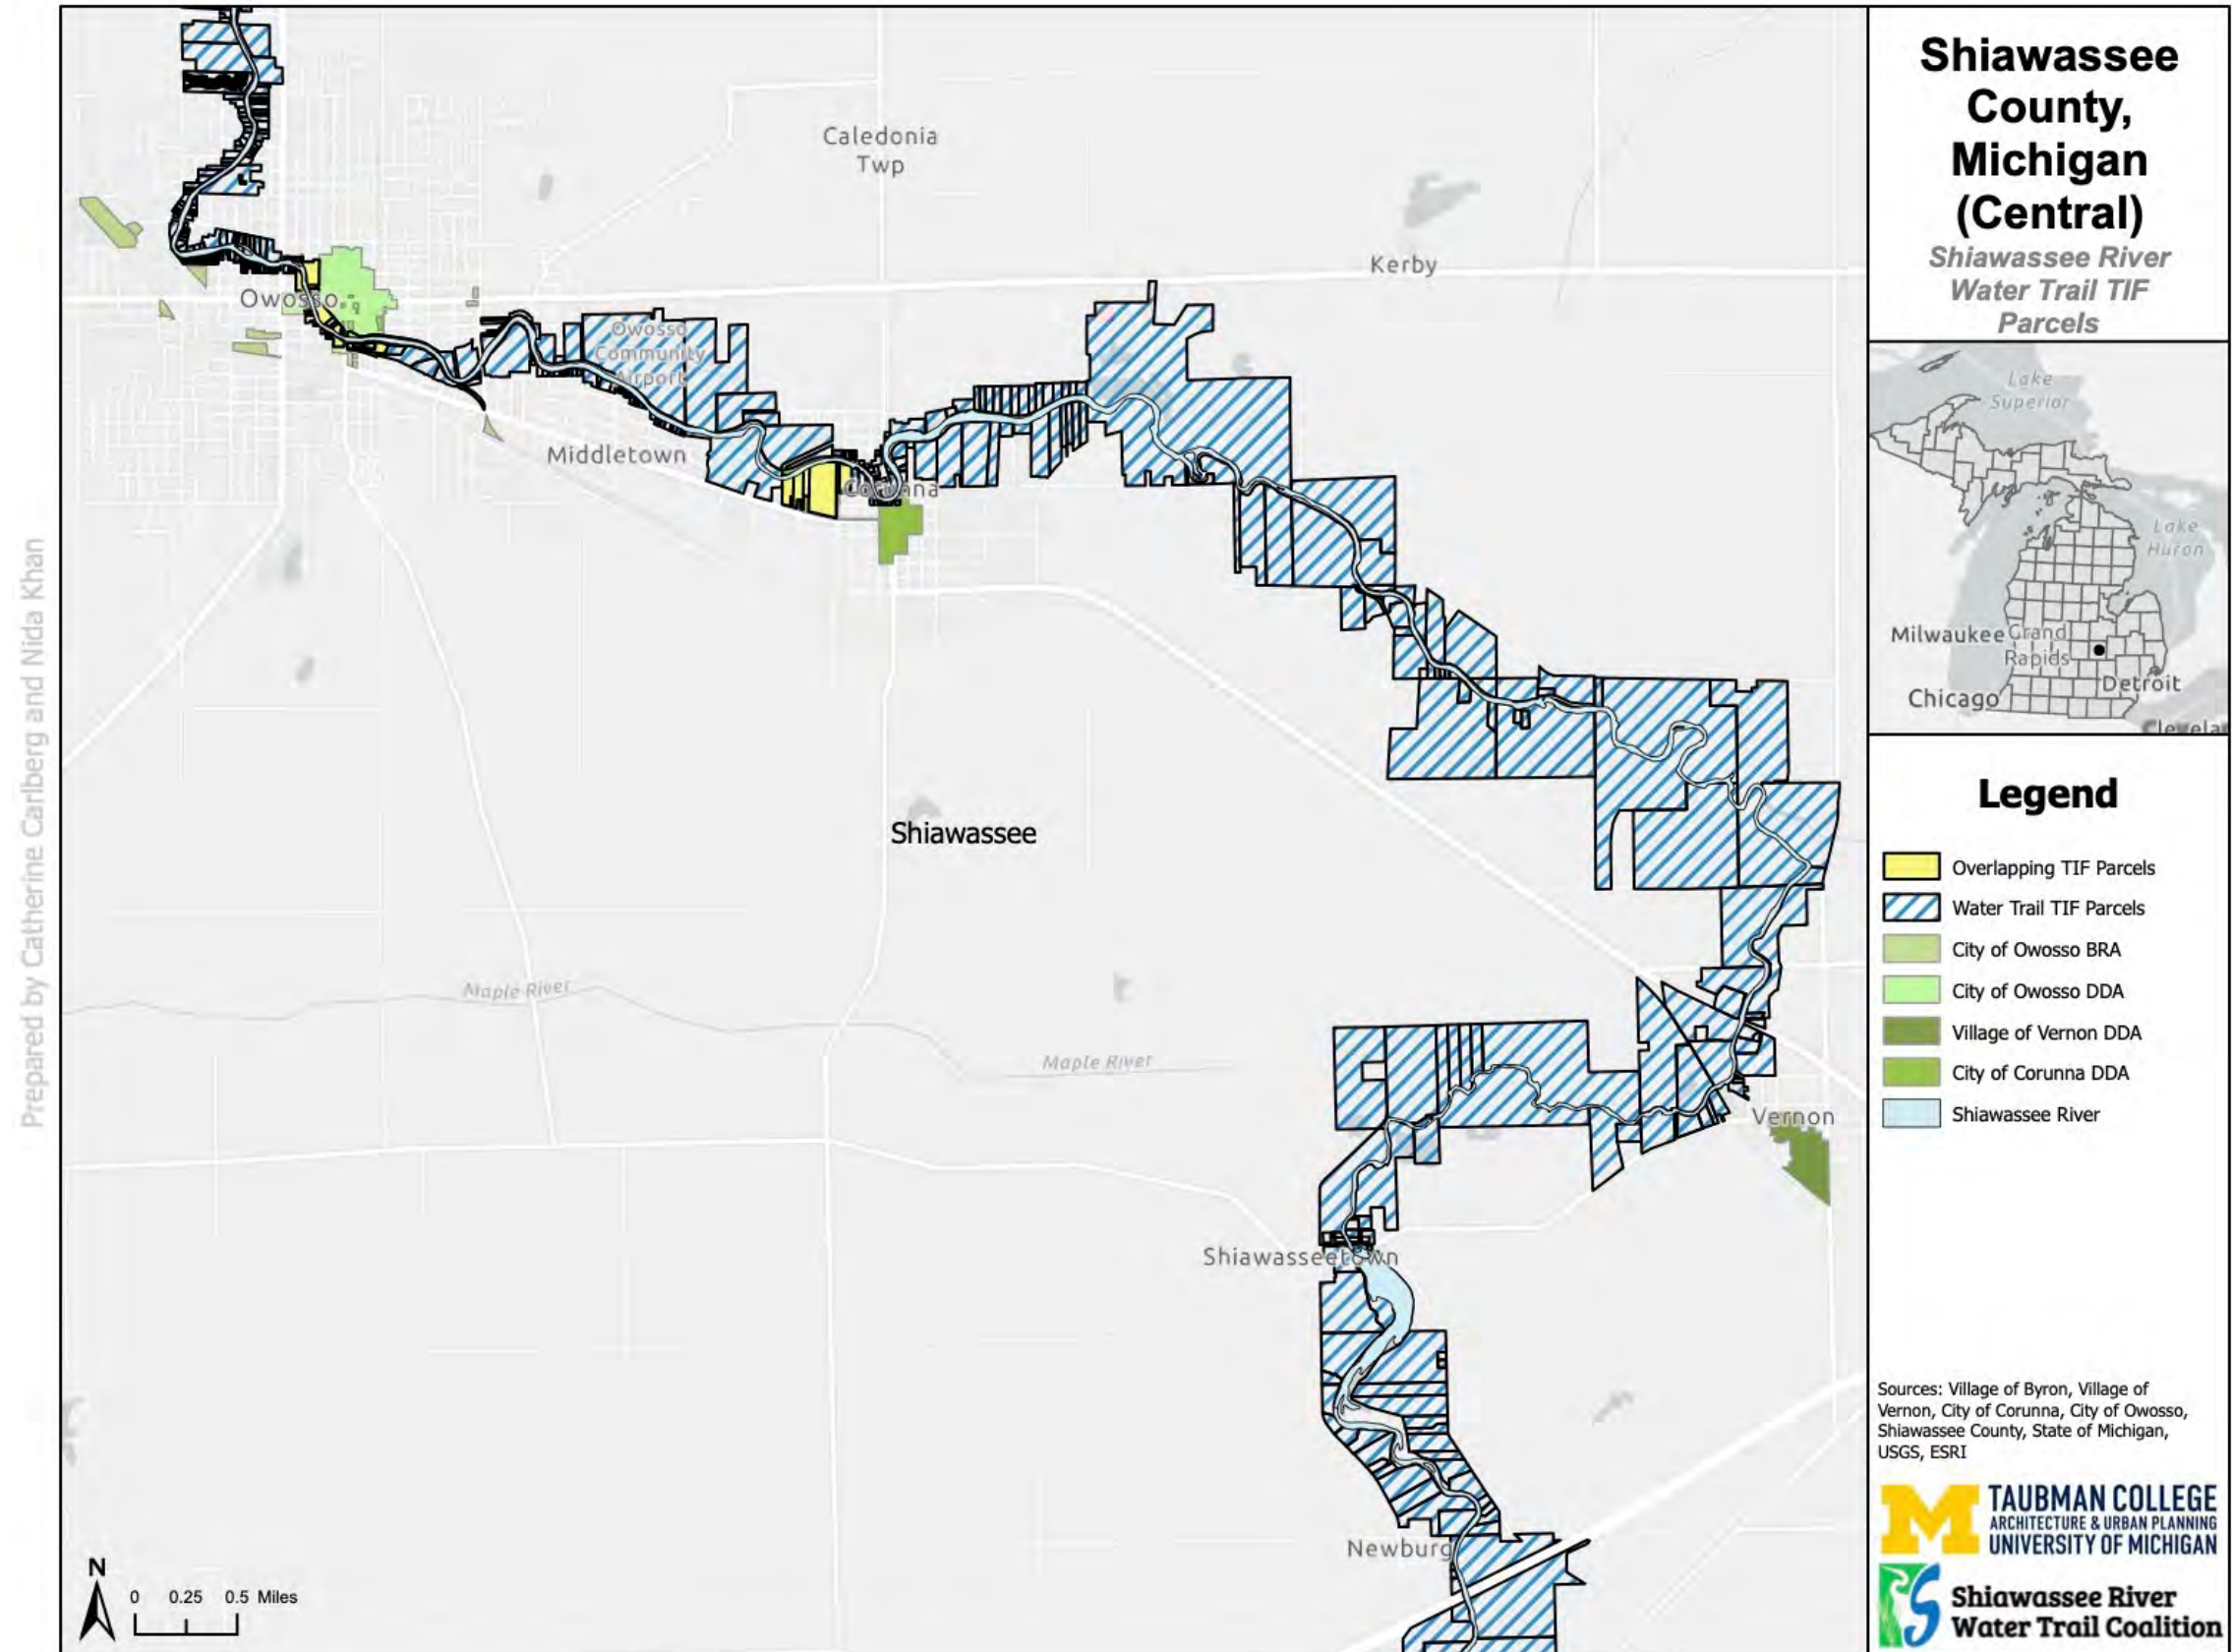 Shiawassee
County,
Michigan
(Central)
Shiawassee River
Water Trail TIF
Parcels
Caledonia
Twp
Kerby
Owosso
Owosso
Community
Airport
Middletown
Corunna
Shiawassee
Maple River
Maple River
Vernon
Shiawasseetown
Newburg
N
0 0.25 0.5 Miles
Prepared by Catherine Carlberg and Nida Khan
Lake
Superior
Lake
Huron
Milwaukee
Grand
Rapids
Detroit
Chicago
Clevela
Legend
Overlapping TIF Parcels
Water Trail TIF Parcels
City of Owosso BRA
City of Owosso DDA
Village of Vernon DDA
City of Corunna DDA
Shiawassee River
Sources: Village of Byron, Village of
Vernon, City of Corunna, City of Owosso,
Shiawassee County, State of Michigan,
USGS, ESRI
M TAUBMAN COLLEGE
ARCHITECTURE & URBAN PLANNING
UNIVERSITY OF MICHIGAN
Shiawassee River
Water Trail Coalition